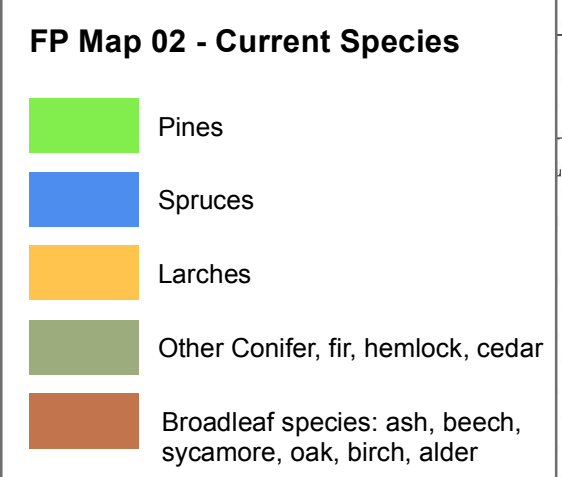 FP Map 02 - Current Species
Pines
Spruces
Larches
Other Conifer, fir, hemlock, cedar
Broadleaf species: ash, beech,
sycamore, oak, birch, alder